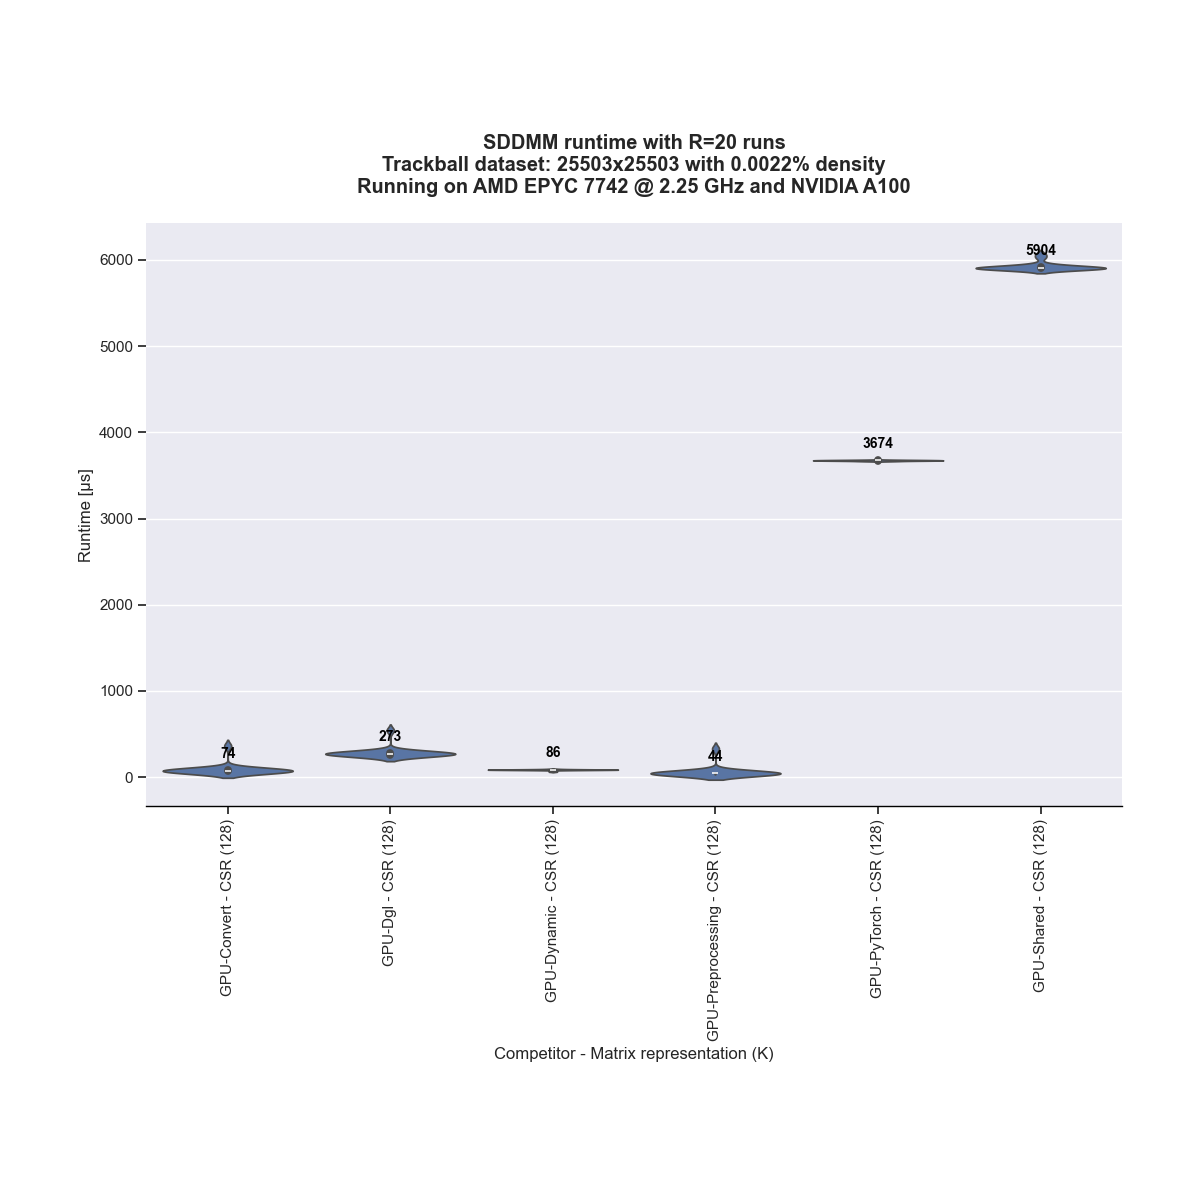 SDDMM runtime with R=20 runs
Trackball dataset: 25503x25503 with 0.0022% density
Running on AMD EPYC 7742 @ 2.25 GHz and NVIDIA A100
Runtime [µs]
6000
5000
4000
3000
2000
1000
0
74
273
86
44
3674
5904
GPU-Convert - CSR (128)
GPU-Dgl - CSR (128)
GPU-Dynamic - CSR (128)
GPU-Preprocessing - CSR (128)
GPU-PyTorch - CSR (128)
GPU-Shared - CSR (128)
Competitor - Matrix representation (K)